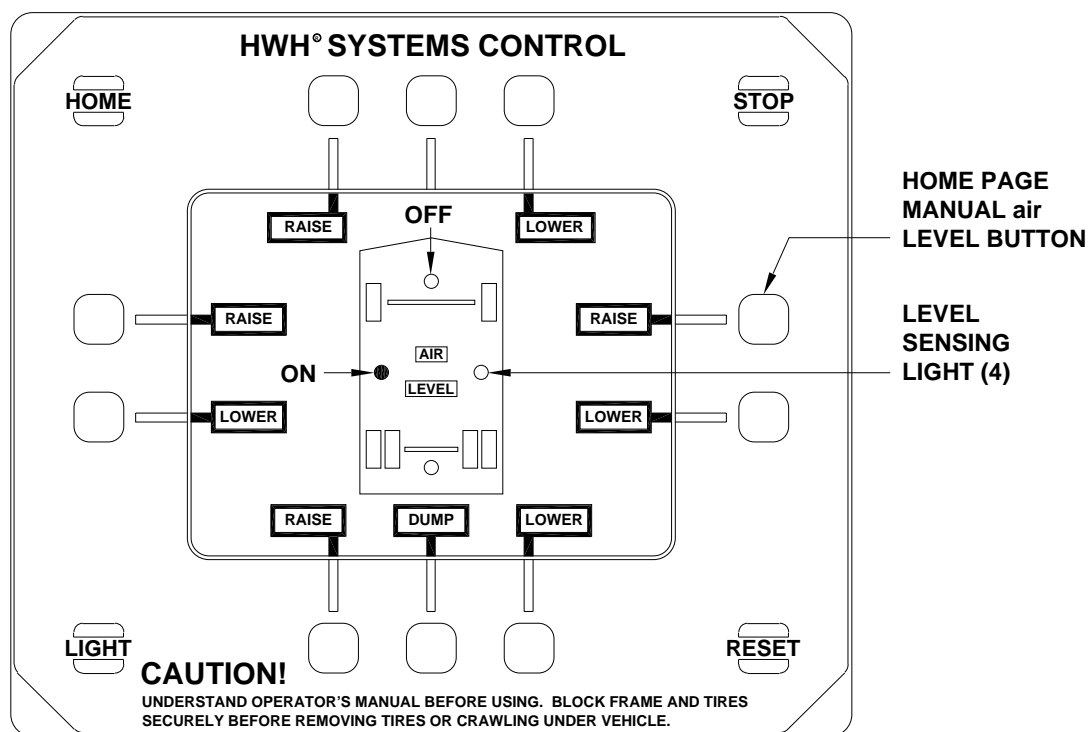 HWH® SYSTEMS CONTROL
HOME
STOP
HOME PAGE
MANUAL air
LEVEL BUTTON
RAISE
OFF
LOWER
RAISE
RAISE
LEVEL
SENSING
LIGHT (4)
AIR
ON
LEVEL
LOWER
LOWER
RAISE
DUMP
LOWER
LIGHT
RESET
CAUTION!
UNDERSTAND OPERATOR'S MANUAL BEFORE USING. BLOCK FRAME AND TIRES
SECURELY BEFORE REMOVING TIRES OR CRAWLING UNDER VEHICLE.